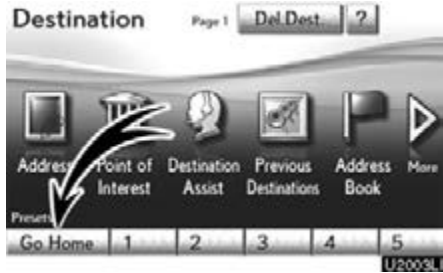 Destination Page 1 Del.Dest. ?
Address Point of Interest Destination Assist Previous Destinations Address Book More
Presets
Go Home 1 2 3 4 5
U2003LI